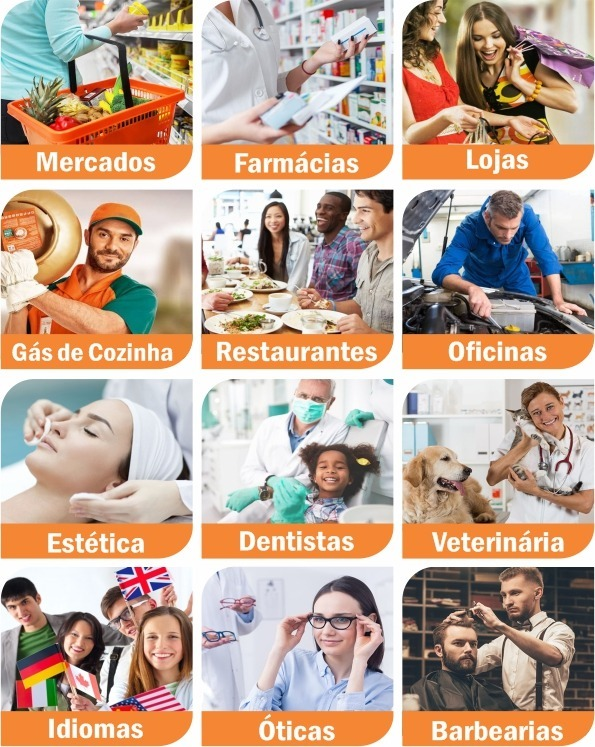 Mercados
Farmácias
Lojas
Gás de Cozinha
Restaurantes
Oficinas
Estética
Dentistas
Veterinária
Idiomas
Óticas
Barbearias